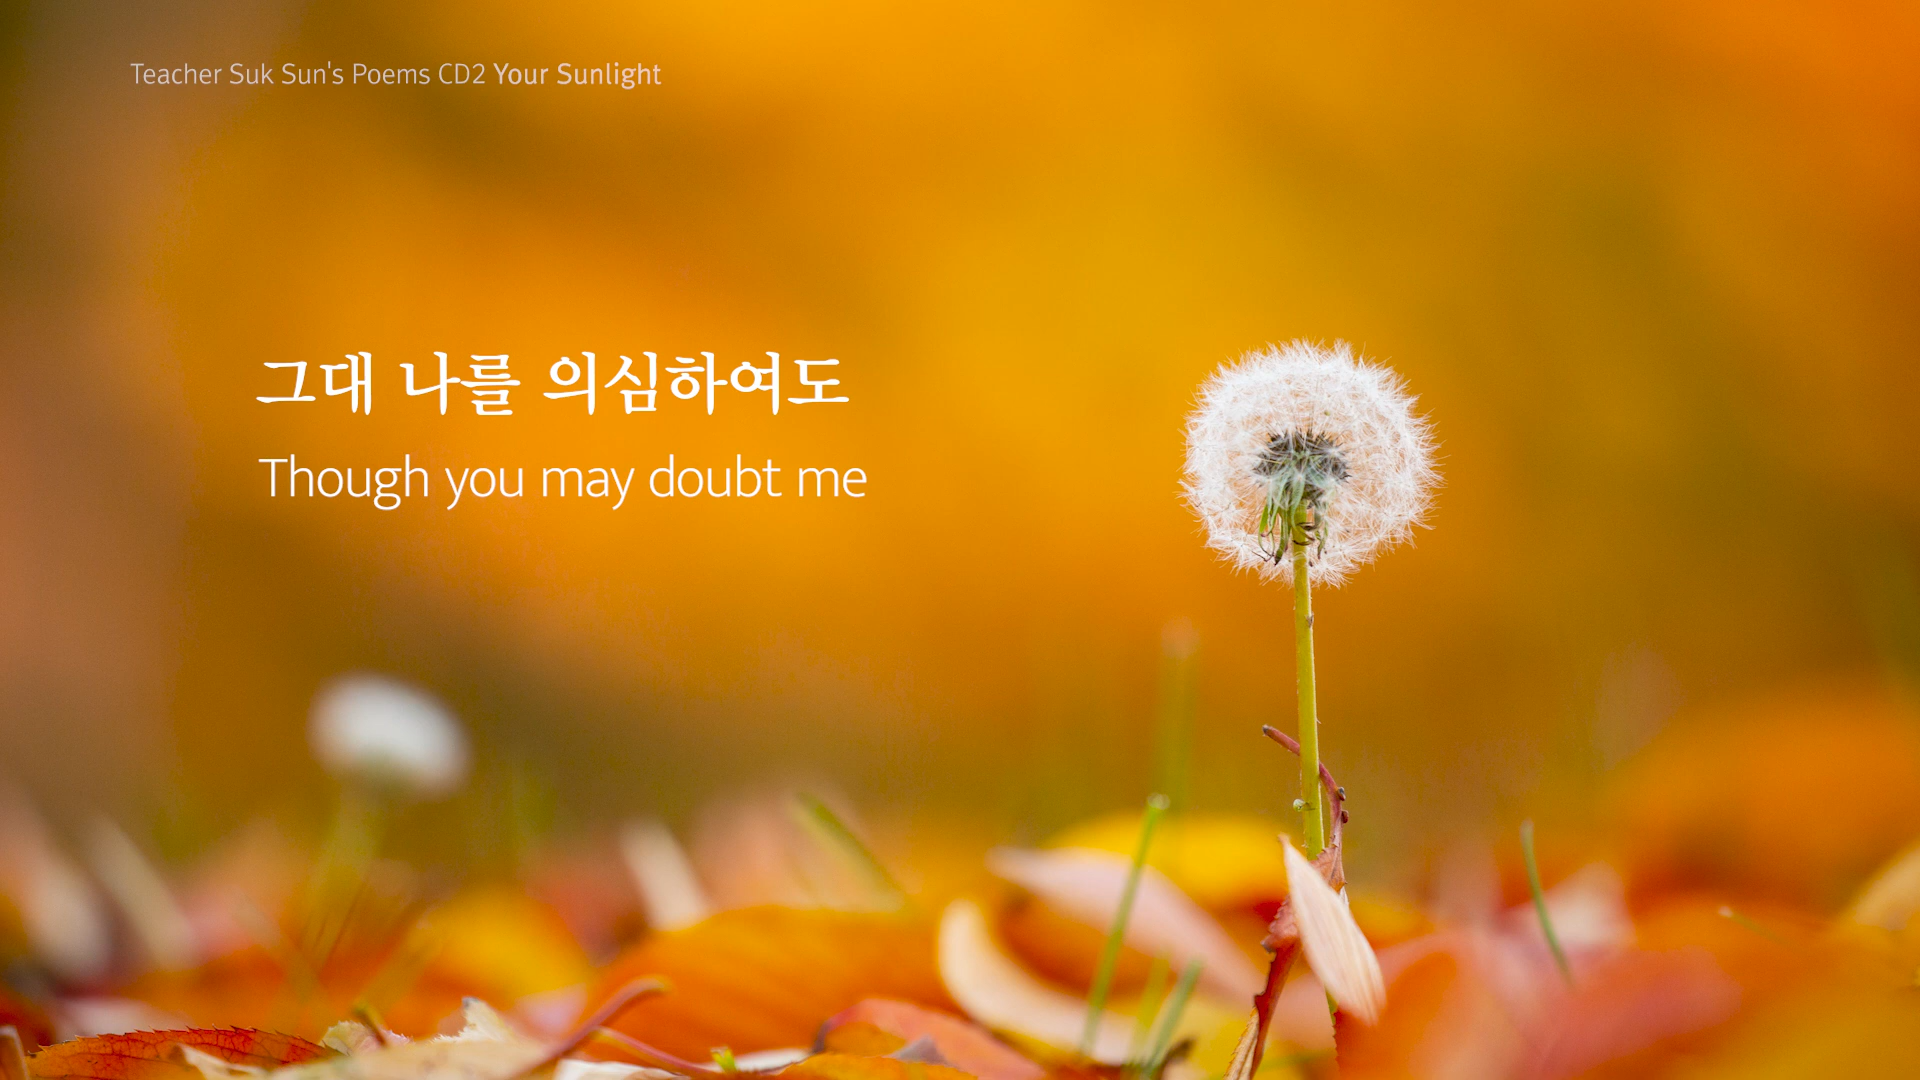 Teacher Suk Sun's Poems CD2 Your Sunlight
그대 나를 의심하여도
Though you may doubt me